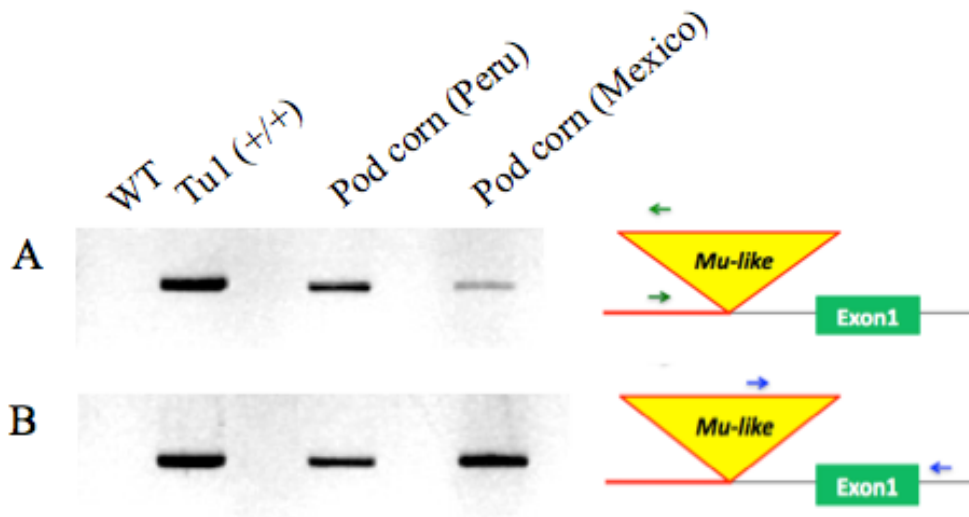 WT
Tu1 (+/+)
Pod corn (Peru)
Pod corn (Mexico)
A
Mu-like
Exon1
B
Mu-like
Exon1